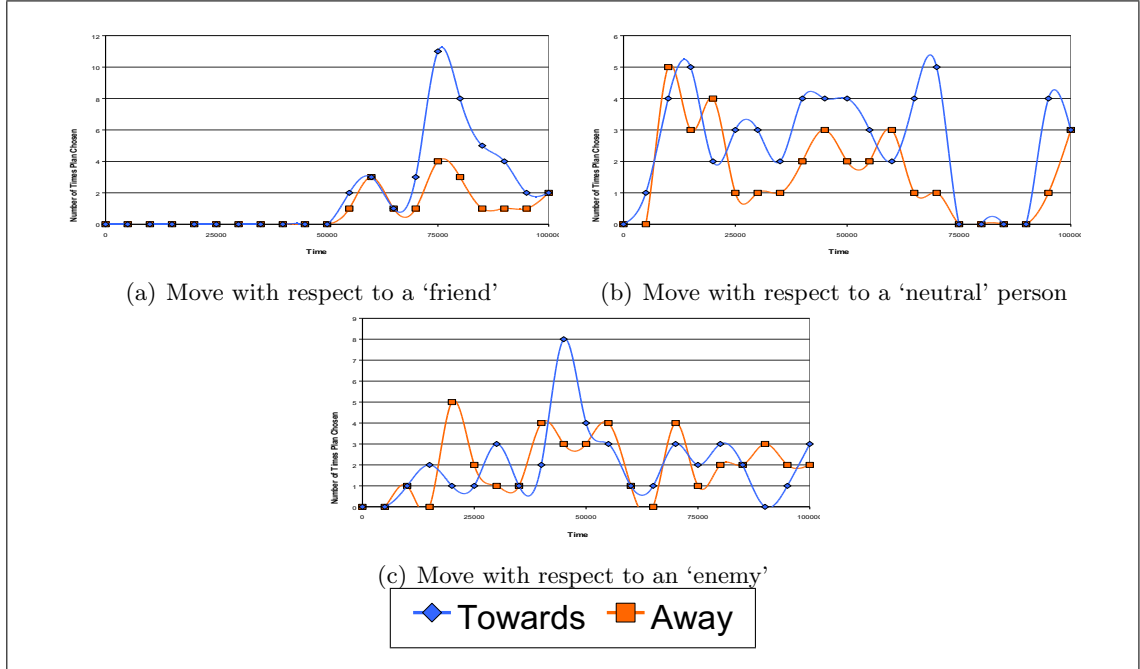 12
10
8
6
4
2
0
0 25000 50000 75000 100000
Number of Times Plan Chosen
Time
(a) Move with respect to a ‘friend’
6
5
4
3
2
1
0
0 25000 50000 75000 100000
Number of Times Plan Chosen
Time
(b) Move with respect to a ‘neutral’ person
9
8
7
6
5
4
3
2
1
0
0 25000 50000 75000 100000
Number of Times Plan Chosen
Time
(c) Move with respect to an ‘enemy’
Towards Away